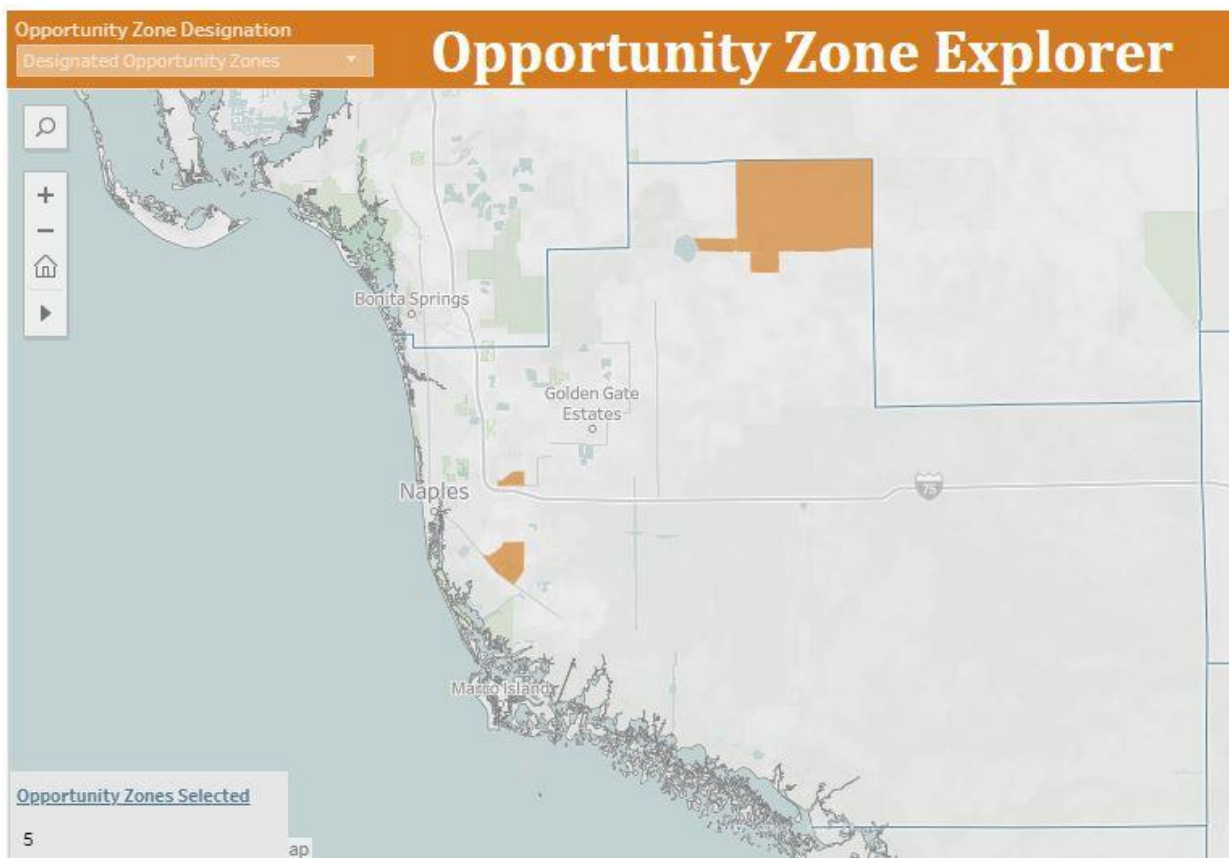 Opportunity Zone Designation
Designated Opportunity Zones
Opportunity Zone Explorer
Bonita Springs
Golden Gate
Estates
Naples
75
Marco Island
Opportunity Zones Selected
5
ap